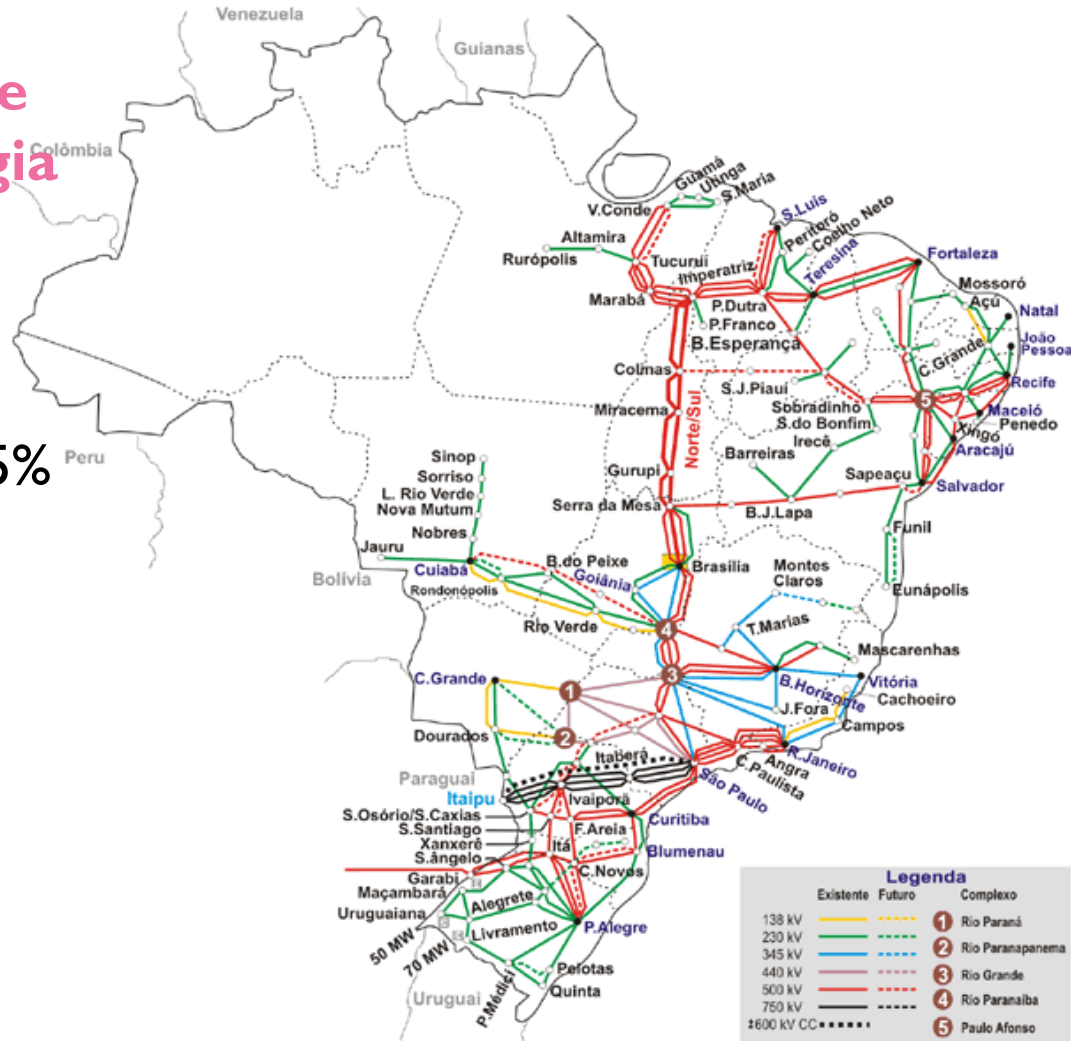 Venezuela
Guianas
e
gia
Colômbia
Guamá
Utinga
S.Maria
V.Conde
S.Luís
Peritoró
Coelho Neto
Altamira
Rurópolis
Tucuruí
Imperatriz
Teresina
Fortaleza
Marabá
P.Dutra
P.Franco
B.Esperança
Mossoró
Açú
Natal
João
Pessoa
C.Grande
Colinas
S.J.Piauí
Recife
Miracema
Norte/Sul
Sobradinho
S.do Bonfim
Irecê
5
Maceió
Penedo
Xingó
Aracajú
5%
Peru
Sinop
Sorriso
L. Rio Verde
Nova Mutum
Nobres
Gurupi
Barreiras
Sapeaçu
Salvador
Serra da Mesa
B.J.Lapa
Funil
Jauru
Cuiabá
Bolívia
B.do Peixe
Goiânia
Brasília
Montes
Claros
Eunápolis
Rondonópolis
Rio Verde
4
T.Marias
Mascarenhas
C.Grande
1
3
B.Horizonte
Vitória
Cachoeiro
J.Fora
Campos
Dourados
2
R.Janeiro
Angra
C.Paulista
São Paulo
Itaberá
Paraguai
Itaipu
Ivaiporã
S.Osório/S.Caxias
S.Santiago
Xanxerê
S.ângelo
F.Areia
Itá
Curitiba
Blumenau
Garabi
Maçambará
C.Novos
Uruguaiana
Alegrete
50 MW
70 MW
Livramento
P.Alegre
Uruguai
P.Médici
Pelotas
Quinta
Legenda
Existente Futuro Complexo
138 kV 1 Rio Paraná
230 kV 2 Rio Paranapanema
345 kV
440 kV 3 Rio Grande
500 kV 4 Rio Paranaíba
750 kV
‡600 kV CC 5 Paulo Afonso